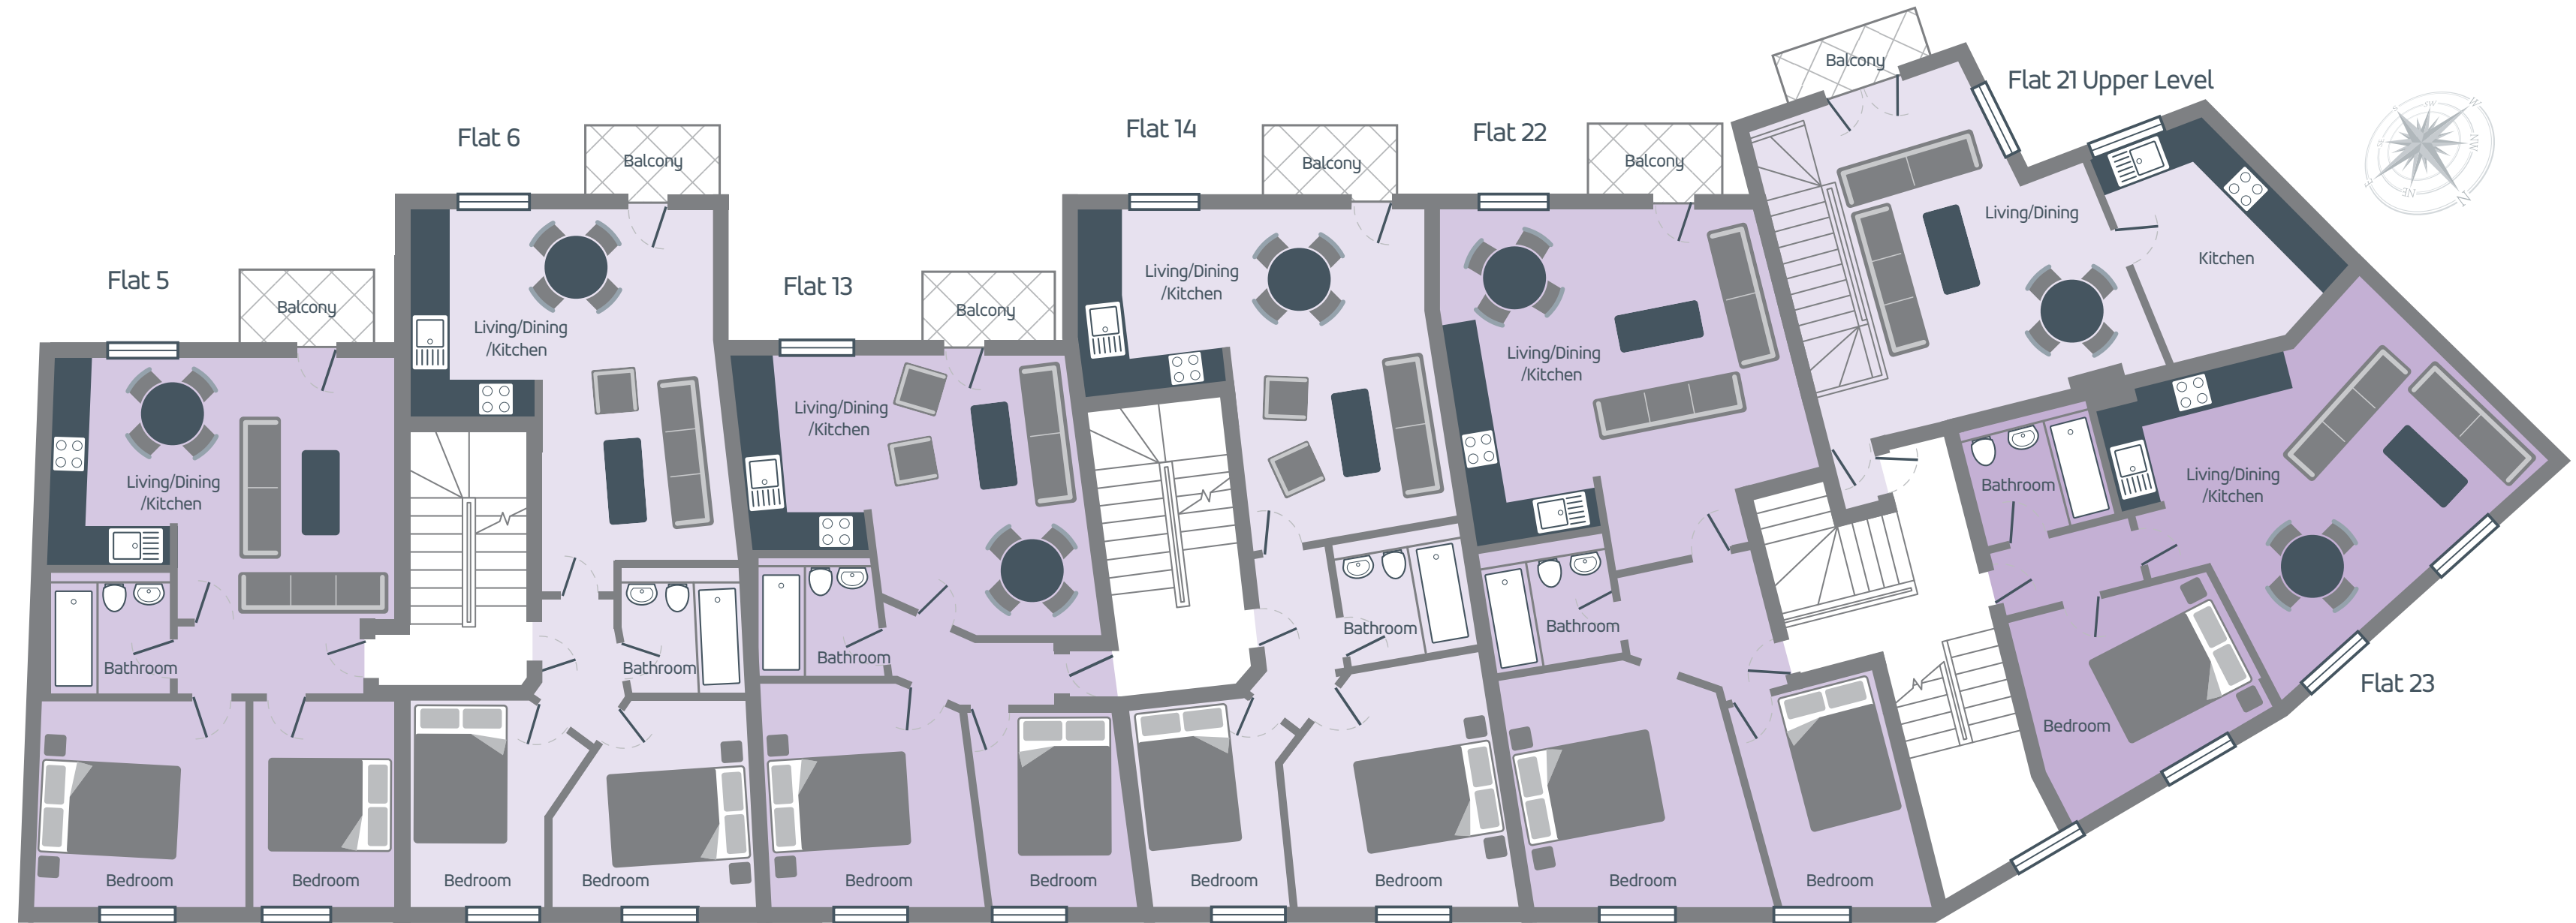 Flat 5
Balcony
Living/Dining
/Kitchen
Bathroom
Bedroom
Bedroom
Flat 6
Balcony
Living/Dining
/Kitchen
Bathroom
Bedroom
Bedroom
Flat 13
Balcony
Living/Dining
/Kitchen
Bathroom
Bedroom
Bedroom
Flat 14
Balcony
Living/Dining
/Kitchen
Bathroom
Bedroom
Bedroom
Flat 22
Balcony
Living/Dining
/Kitchen
Bathroom
Bedroom
Bedroom
Flat 21 Upper Level
Balcony
Living/Dining
Kitchen
Flat 23
Living/Dining
/Kitchen
Bathroom
Bedroom
N
NE
NW
W
SW